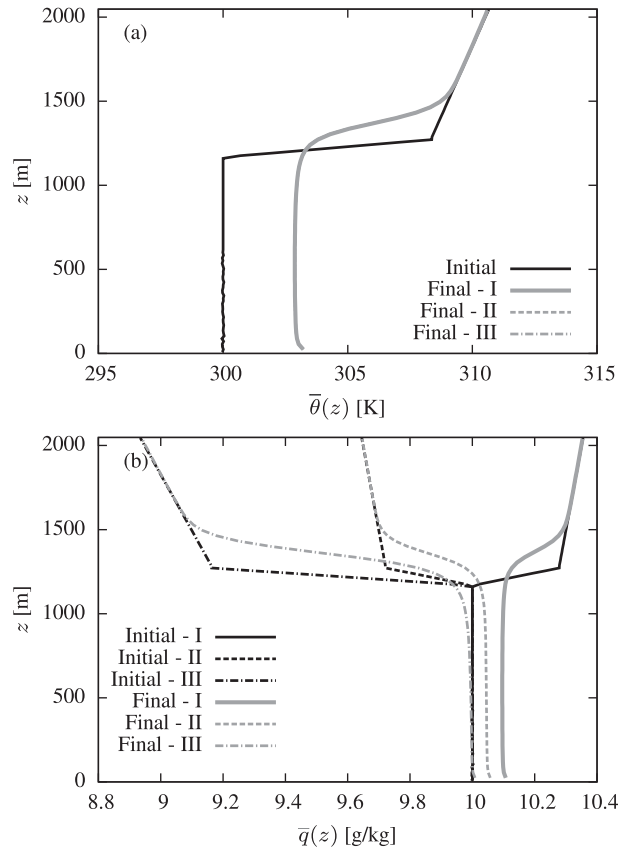 2000
(a)
1500
1000
500
0
z [m]
Initial
Final - I
Final - II
Final - III
295 300 305 310 315
θ̅(z) [K]
2000
(b)
1500
1000
500
0
z [m]
Initial - I
Initial - II
Initial - III
Final - I
Final - II
Final - III
8.8 9 9.2 9.4 9.6 9.8 10 10.2 10.4
q̅(z) [g/kg]